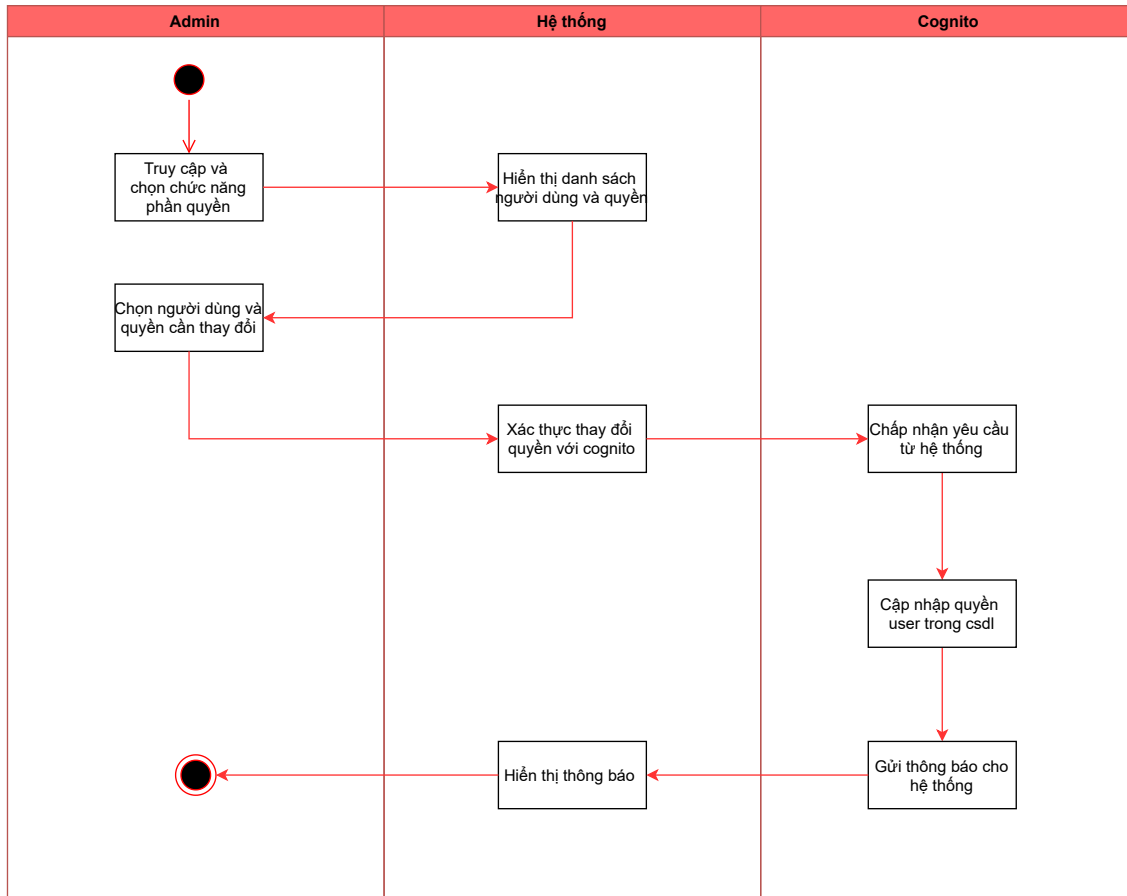 Admin
Hệ thống
Cognito
Truy cập và
chọn chức năng
phần quyền
Hiển thị danh sách
người dùng và quyền
Chọn người dùng và
quyền cần thay đổi
Xác thực thay đổi
quyền với cognito
Chấp nhận yêu cầu
từ hệ thống
Cập nhập quyền
user trong csdl
Gửi thông báo cho
hệ thống
Hiển thị thông báo